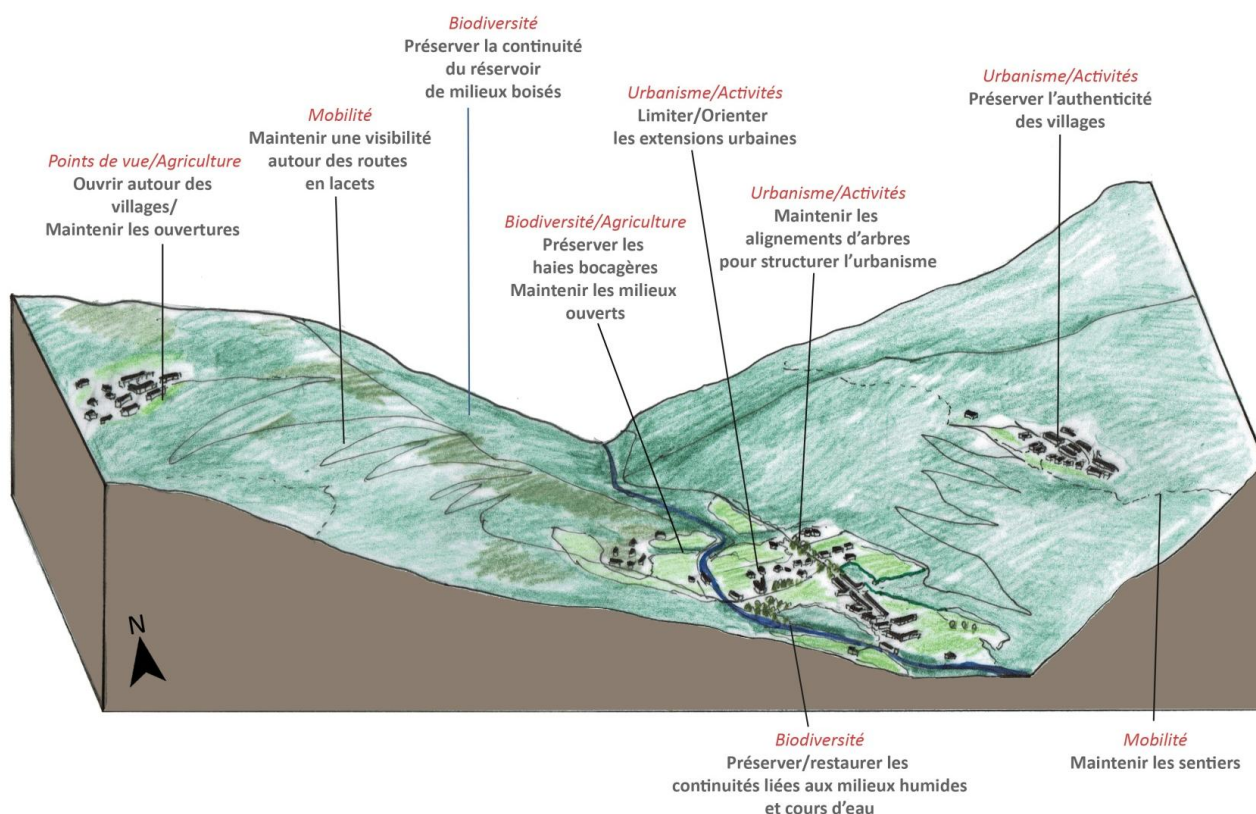 Biodiversité
Préserver la continuité
du réservoir
de milieux boisés
Urbanisme/Activités
Préserver l'authenticité
des villages
Urbanisme/Activités
Limiter/Orienter
les extensions urbaines
Mobilité
Maintenir une visibilité
autour des routes
en lacets
Points de vue/Agriculture
Ouvrir autour des
villages/
Maintenir les ouvertures
Urbanisme/Activités
Maintenir les
alignements d'arbres
pour structurer l'urbanisme
Biodiversité/Agriculture
Préserver les
haies bocagères
Maintenir les milieux
ouverts
N
Biodiversité
Préserver/restaurer les
continuités liées aux milieux humides
et cours d'eau
Mobilité
Maintenir les sentiers